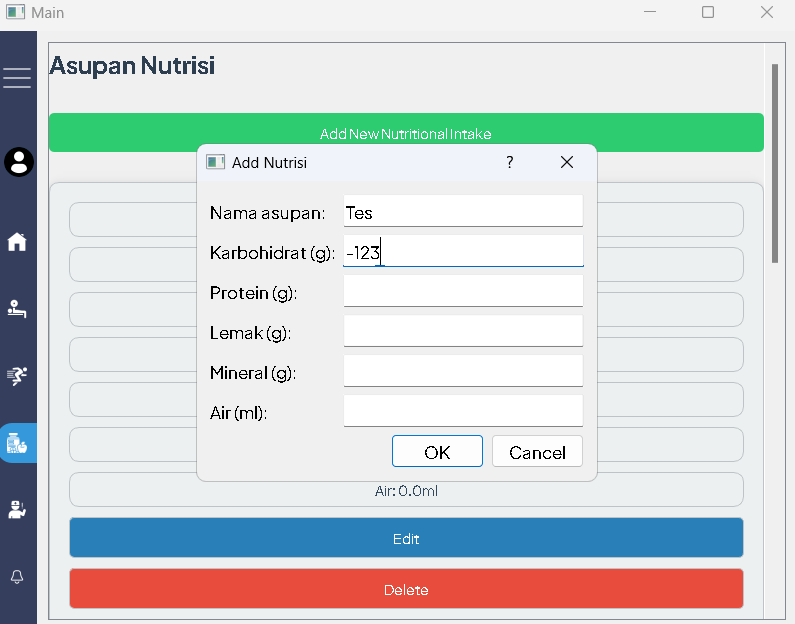 Main
Asupan Nutrisi
Add New Nutritional Intake
Add Nutrisi
?
Nama asupan: Tes
Karbohidrat (g): -123
Protein (g):
Lemak (g):
Mineral (g):
Air (ml):
OK Cancel
Air: 0.0ml
Edit
Delete